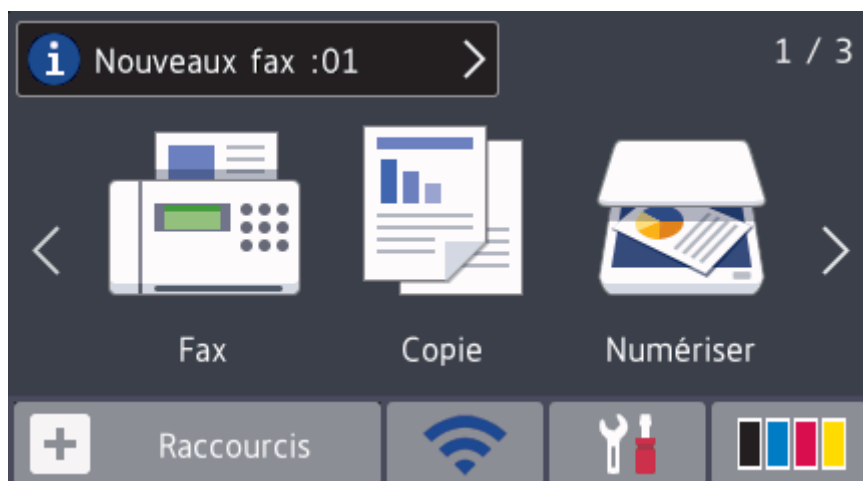 Nouveaux fax :01
1 / 3
Fax
Copie
Numériser
Raccourcis